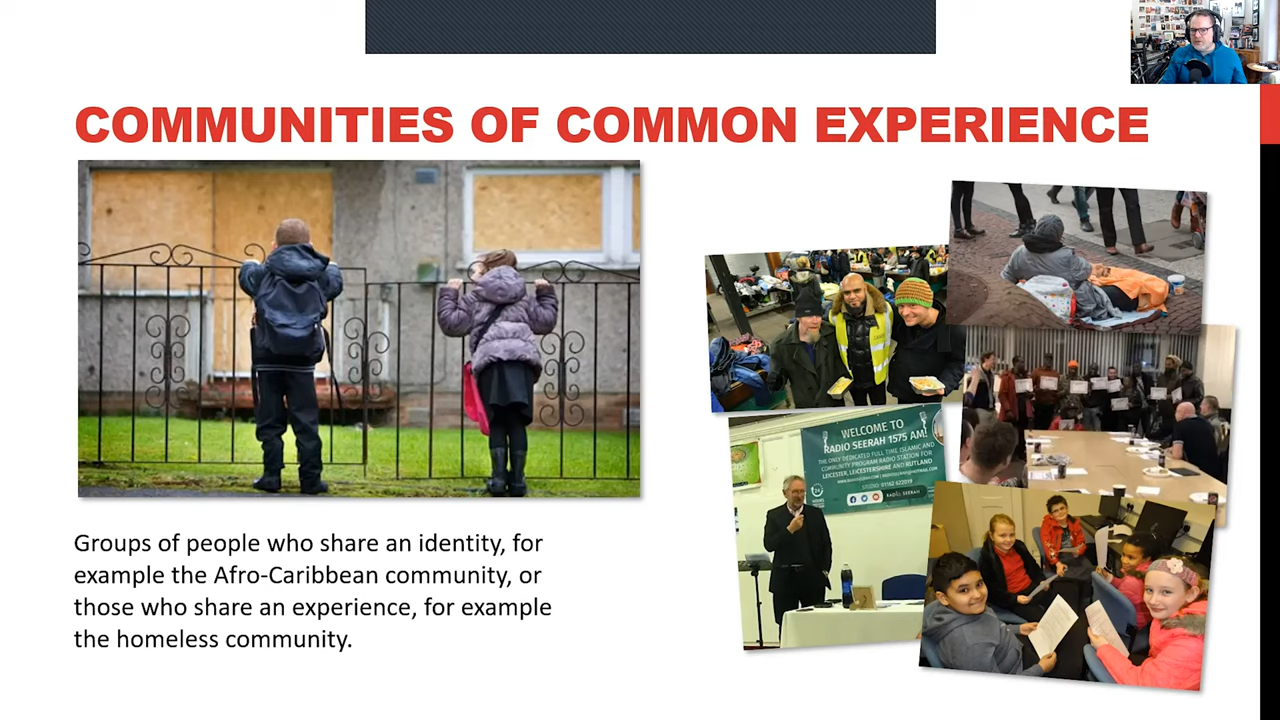 COMMUNITIES OF COMMON EXPERIENCE
Groups of people who share an identity, for
example the Afro-Caribbean community, or
those who share an experience, for example
the homeless community.
WELCOME TO
RADIO SEERAH 1575 AM!
THE ONLY DEDICATED FULL TIME ISLAMIC AND
COMMUNITY PROGRAM RADIO STATION FOR
LEICESTER, LEICESTERSHIRE AND RUTLAND
RADIO SEERAH